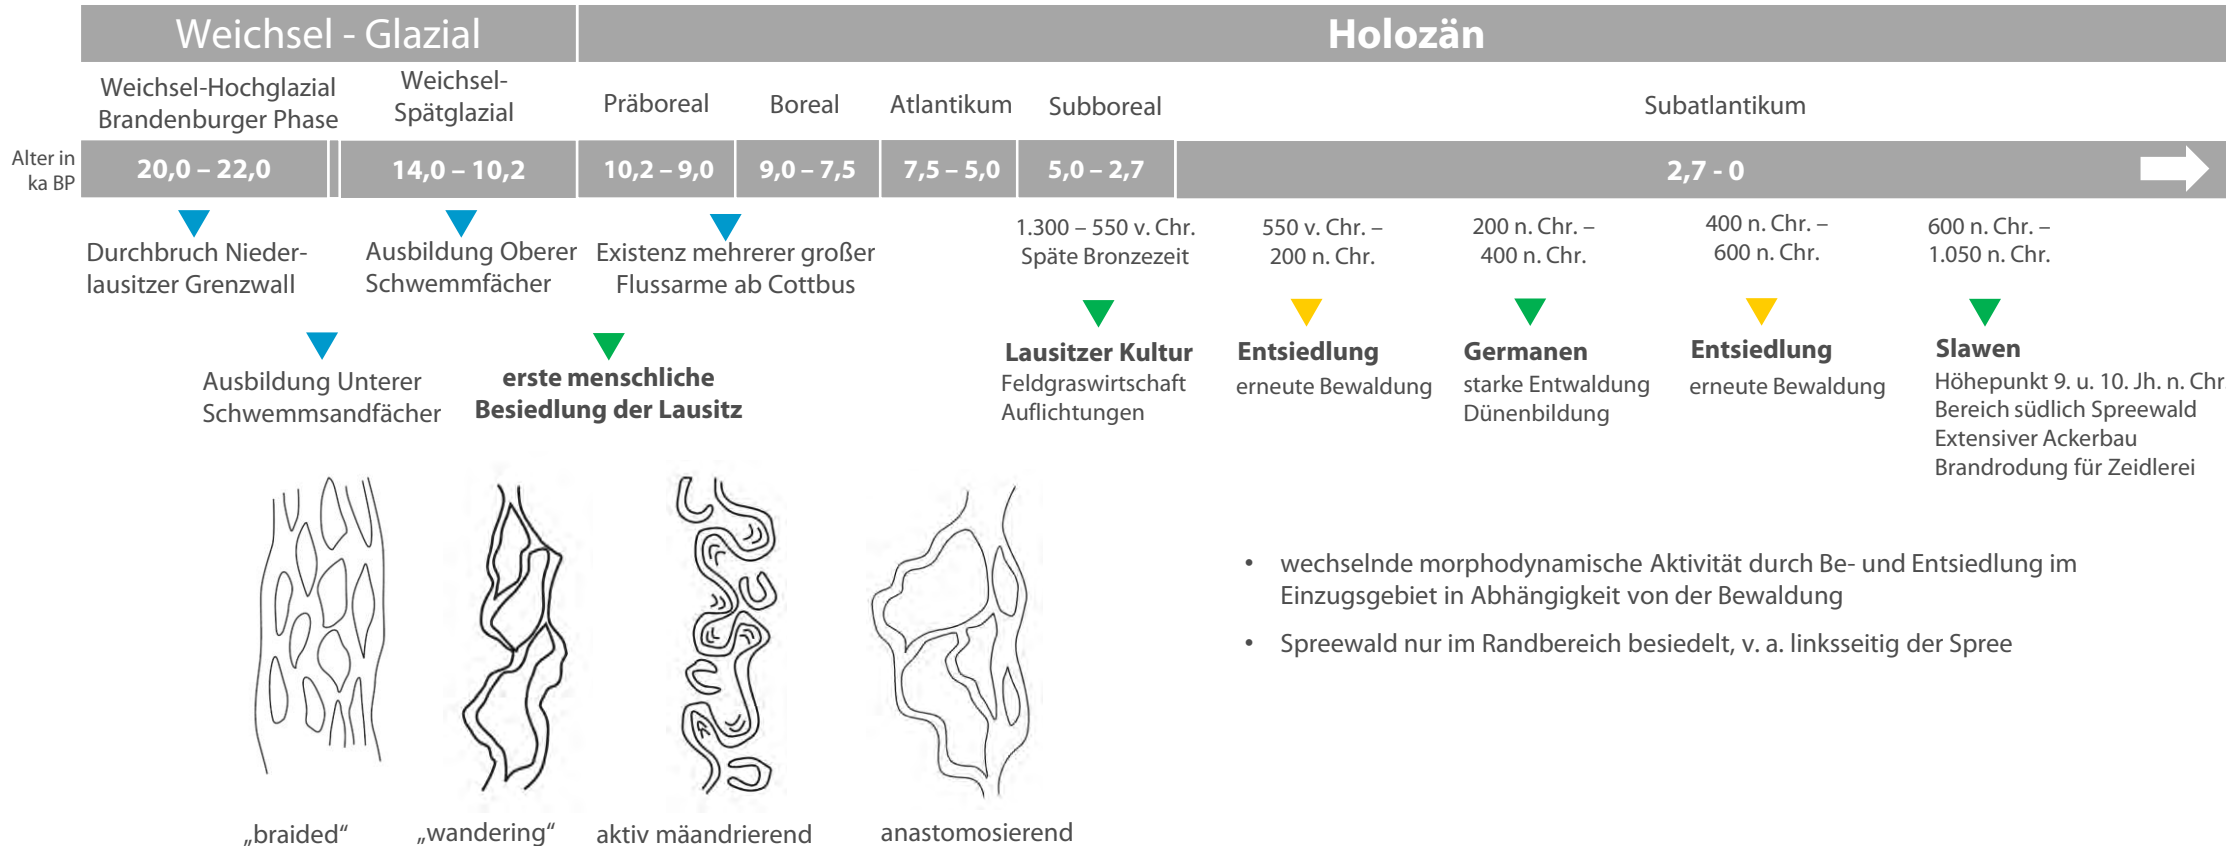 Weichsel - Glazial
Holozän
Weichsel-Hochglazial
Brandenburger Phase
Weichsel-
Spätglazial
Präboreal
Boreal
Atlantikum
Subboreal
Subatlantikum
Alter in
ka BP
20,0 – 22,0
14,0 – 10,2
10,2 – 9,0
9,0 – 7,5
7,5 – 5,0
5,0 – 2,7
2,7 - 0
Durchbruch Nieder-
lausitzer Grenzwall
Ausbildung Oberer
Schwemmfächer
Existenz mehrerer großer
Flussarme ab Cottbus
1.300 – 550 v. Chr.
Späte Bronzezeit
550 v. Chr. –
200 n. Chr.
200 n. Chr. –
400 n. Chr.
400 n. Chr. –
600 n. Chr.
600 n. Chr. –
1.050 n. Chr.
Ausbildung Unterer
Schwemmsandfächer
erste menschliche
Besiedlung der Lausitz
Lausitzer Kultur
Feldgraswirtschaft
Auflichtungen
Entsiedlung
erneute Bewaldung
Germanen
starke Entwaldung
Dünenbildung
Entsiedlung
erneute Bewaldung
Slawen
Höhepunkt 9. u. 10. Jh. n. Chr
Bereich südlich Spreewald
Extensiver Ackerbau
Brandrodung für Zeidlerei
• wechselnde morphodynamische Aktivität durch Be- und Entsiedlung im
Einzugsgebiet in Abhängigkeit von der Bewaldung
• Spreewald nur im Randbereich besiedelt, v. a. linksseitig der Spree
„braided“
„wandering“
aktiv mäandrierend
anastomosierend